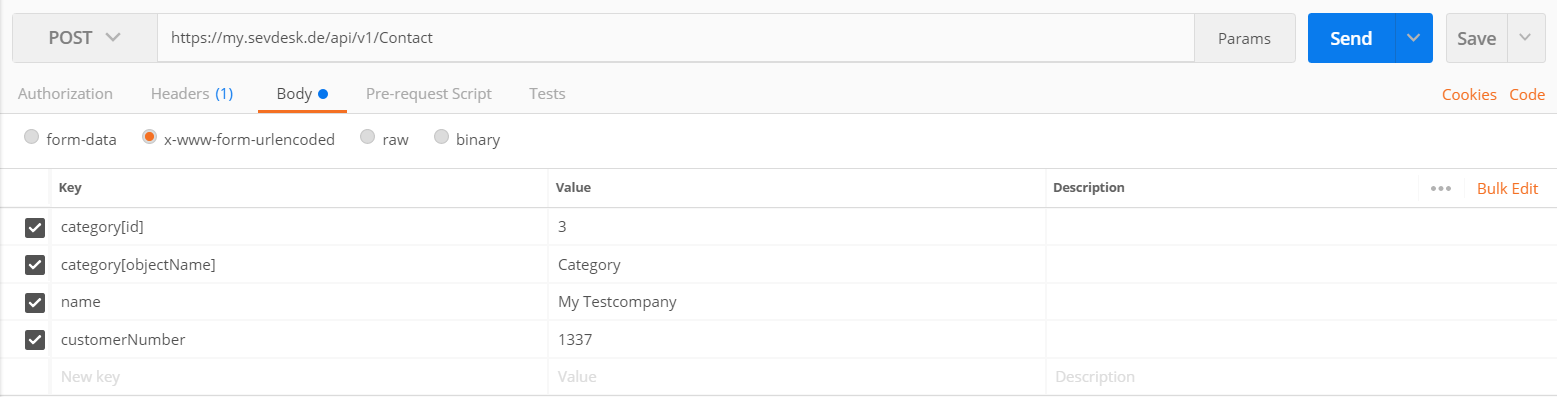 POST https://my.sevdesk.de/api/v1/Contact Params Send Save
Authorization Headers (1) Body Pre-request Script Tests Cookies Code
form-data x-www-form-urlencoded raw binary
Key Value Description Bulk Edit
category[id] 3
category[objectName] Category
name My Testcompany
customerNumber 1337
New key Value Description